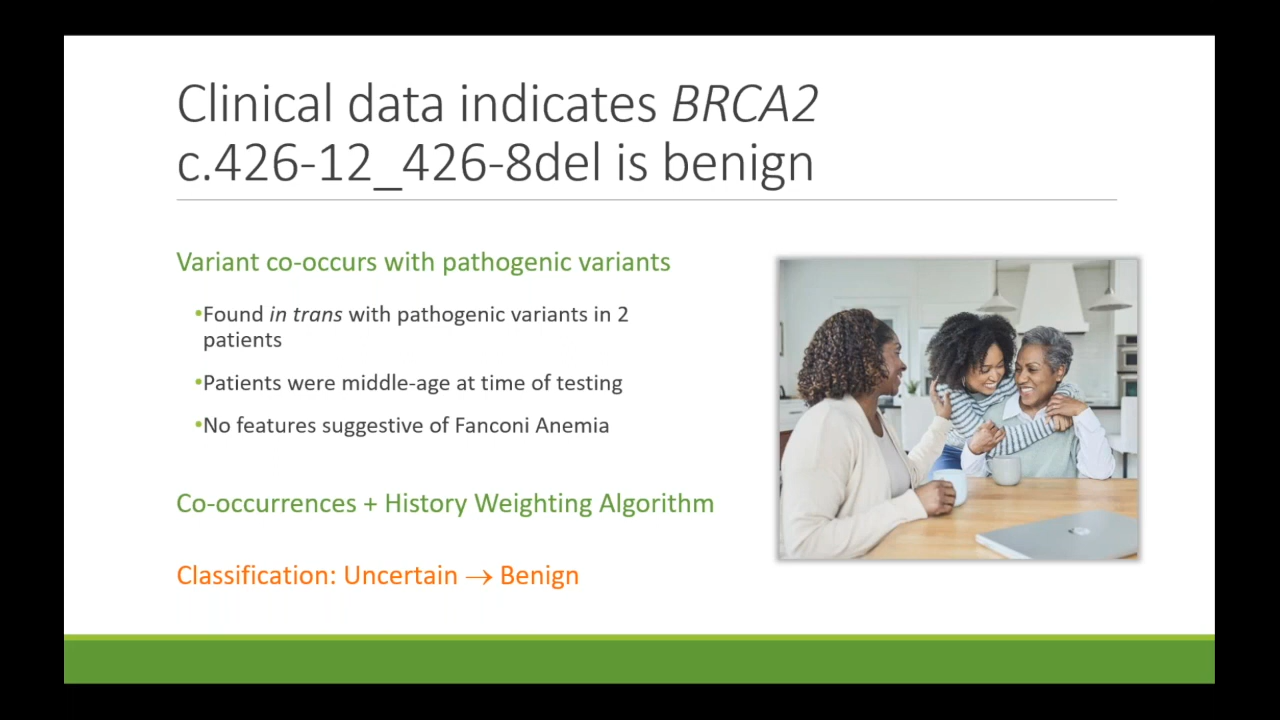 Clinical data indicates BRCA2
c.426-12_426-8del is benign
Variant co-occurs with pathogenic variants
•Found in trans with pathogenic variants in 2
patients
•Patients were middle-age at time of testing
•No features suggestive of Fanconi Anemia
Co-occurrences + History Weighting Algorithm
Classification: Uncertain → Benign